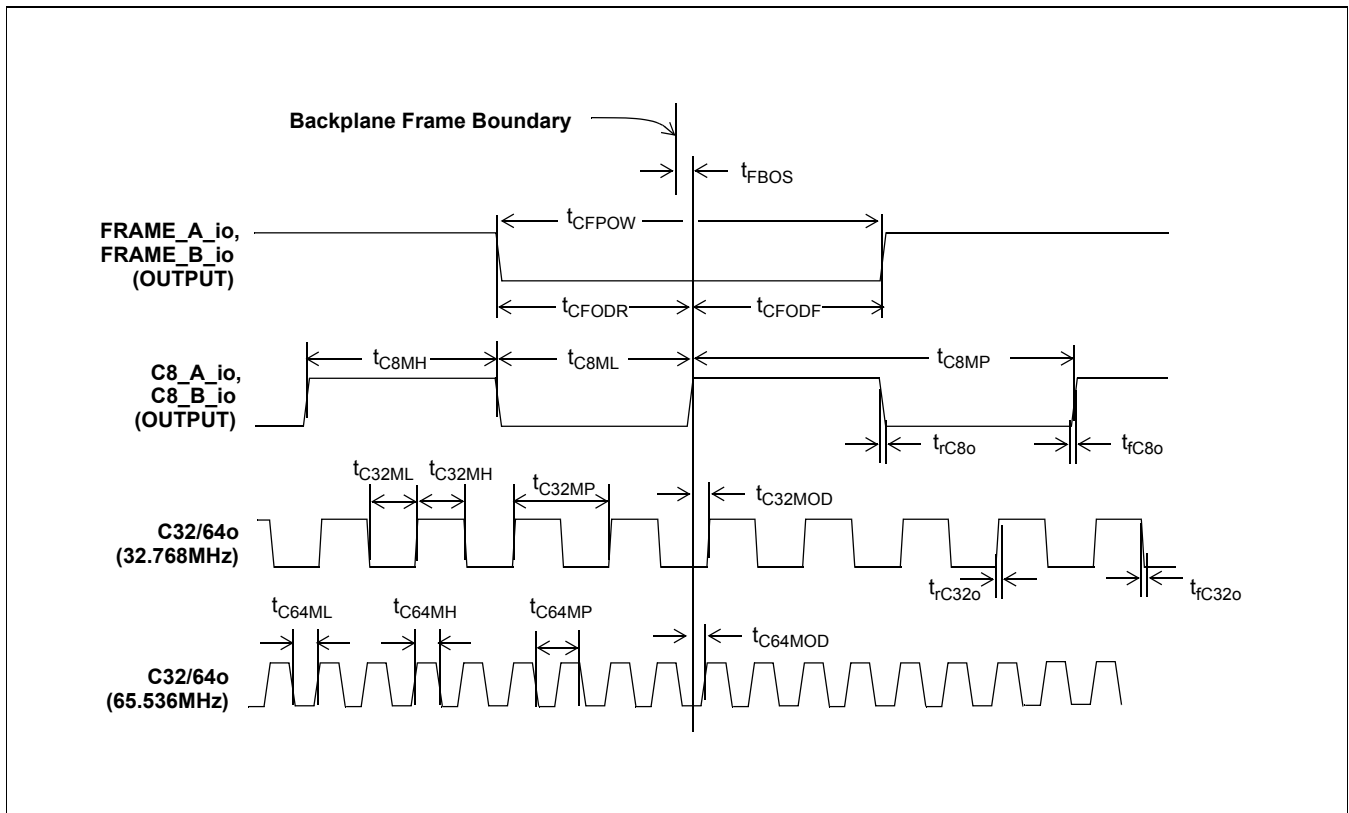 Backplane Frame Boundary
tFBOS
tCFPOW
FRAME_A_io,
FRAME_B_io
(OUTPUT)
tCFODR
tCFODF
tC8MH
tC8ML
tC8MP
C8_A_io,
C8_B_io
(OUTPUT)
trC8o
tfC8o
tC32ML
tC32MH
tC32MP
tC32MOD
C32/64o
(32.768MHz)
trC32o
tfC32o
tC64ML
tC64MH
tC64MP
tC64MOD
C32/64o
(65.536MHz)